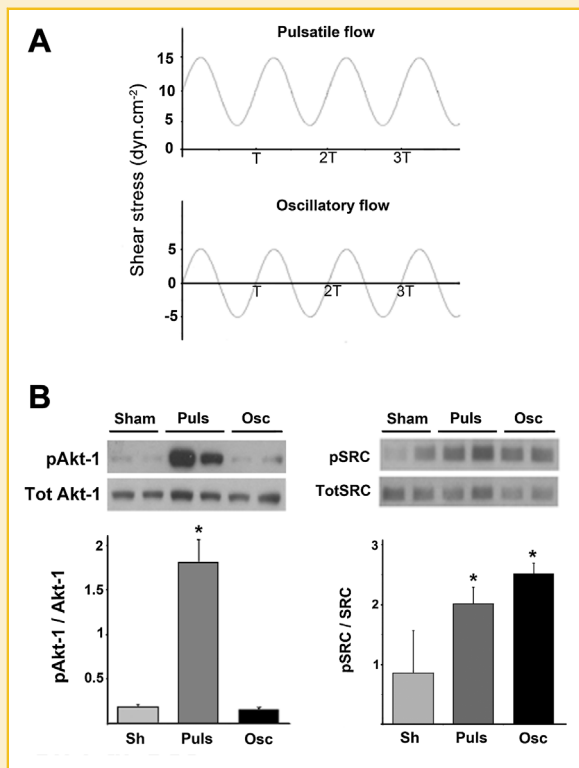 A
Pulsatile flow
Shear stress (dyn.cm-2)
15
10
5
0
T 2T 3T
Oscillatory flow
5
0
-5
T 2T 3T
B
Sham Puls Osc
pAkt-1
Tot Akt-1
*
pAkt-1 / Akt-1
2
1.5
1
0.5
Sh Puls Osc
Sham Puls Osc
pSRC
TotSRC
* *
pSRC / SRC
3
2
1
Sh Puls Osc